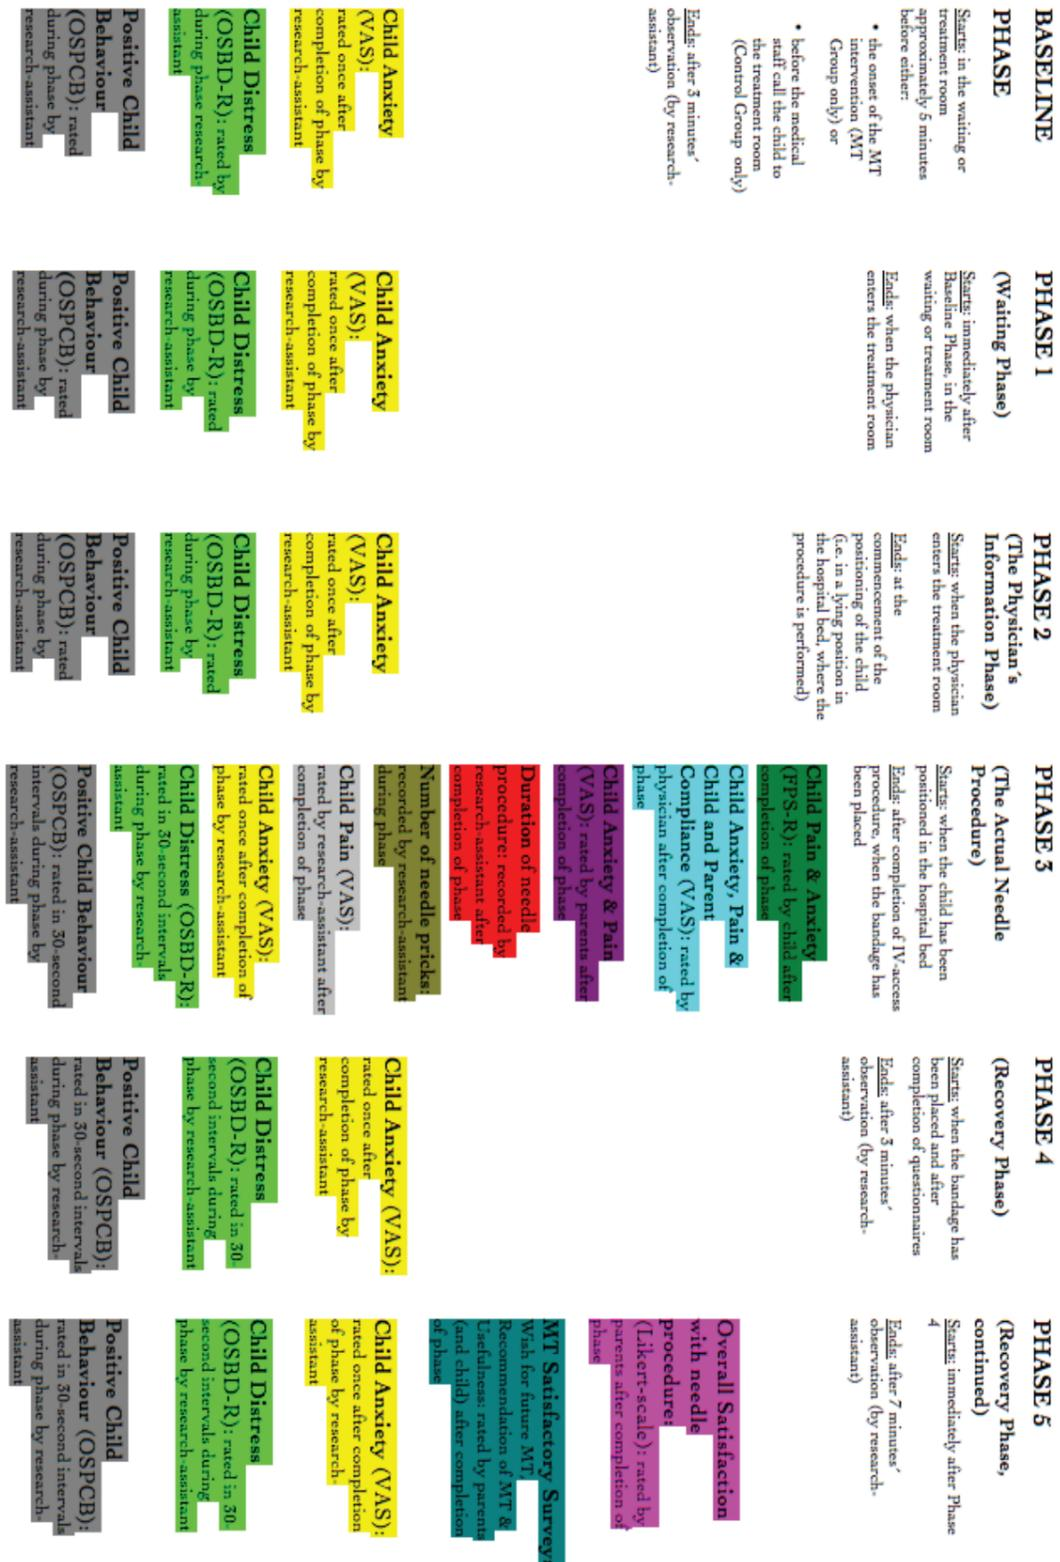 BASELINE
PHASE
Starts: in the waiting or
treatment room
approximately 5 minutes
before either:
• the onset of the MT
intervention (MT
Group only) or
• before the medical
staff call the child to
the treatment room
(Control Group only)
Ends: after 3 minutes´
observation (by research-
assistant)
Child Anxiety
(VAS):
rated once after
completion of phase by
research-assistant
Child Distress
(OSBD-R): rated by
during phase research-
assistant
Positive Child
Behaviour
(OSPCB): rated
during phase by
research-assistant
PHASE 1
(Waiting Phase)
Starts: immediately after
Baseline Phase, in the
waiting or treatment room
Ends: when the physician
enters the treatment room
Child Anxiety
(VAS):
rated once after
completion of phase by
research-assistant
Child Distress
(OSBD-R): rated
during phase by
research-assistant
Positive Child
Behaviour
(OSPCB): rated
during phase by
research-assistant
PHASE 2
(The Physician´s
Information Phase)
Starts: when the physician
enters the treatment room
Ends: at the
commencement of the
positioning of the child
(i.e. in a lying position in
the hospital bed, where the
procedure is performed)
Child Anxiety
(VAS):
rated once after
completion of phase by
research-assistant
Child Distress
(OSBD-R): rated
during phase by
research-assistant
Positive Child
Behaviour
(OSPCB): rated
during phase by
research-assistant
PHASE 3
(The Actual Needle
Procedure)
Starts: when the child has been
positioned in the hospital bed
Ends: after completion of IV-access
procedure, when the bandage has
been placed
Child Pain & Anxiety
(FPS-R): rated by child after
completion of phase
Child Anxiety, Pain &
Child and Parent
Compliance (VAS): rated by
physician after completion of
phase
Child Anxiety & Pain
(VAS): rated by parents after
completion of phase
Duration of needle
procedure: recorded by
research-assistant after
completion of phase
Number of needle pricks:
recorded by research-assistant
during phase
Child Pain (VAS):
rated by research-assistant after
completion of phase
Child Anxiety (VAS):
rated once after completion of
phase by research-assistant
Child Distress (OSBD-R):
rated in 30-second intervals
during phase by research-
assistant
Positive Child Behaviour
(OSPCB): rated in 30-second
intervals during phase by
research-assistant
PHASE 4
(Recovery Phase)
Starts: when the bandage has
been placed and after
completion of questionnaires
Ends: after 3 minutes´
observation (by research-
assistant)
Child Anxiety (VAS):
rated once after
completion of phase by
research-assistant
Child Distress
(OSBD-R): rated in 30-
second intervals during
phase by research-assistant
Positive Child
Behaviour (OSPCB):
rated in 30-second intervals
during phase by research-
assistant
PHASE 5
(Recovery Phase,
continued)
Starts: immediately after Phase
4
Ends: after 7 minutes´
observation (by research-
assistant)
Overall Satisfaction
with needle
procedure:
(Likert-scale): rated by
parents after completion of
phase
MT Satisfactory Survey
Wish for future MT,
Recommendation of MT &
Usefulness: rated by parents
(and child) after completion
of phase
Child Anxiety (VAS):
rated once after completion
of phase by research-
assistant
Child Distress
(OSBD-R): rated in 30-
second intervals during
phase by research-assistant
Positive Child
Behaviour (OSPCB):
rated in 30-second intervals
during phase by research-
assistant